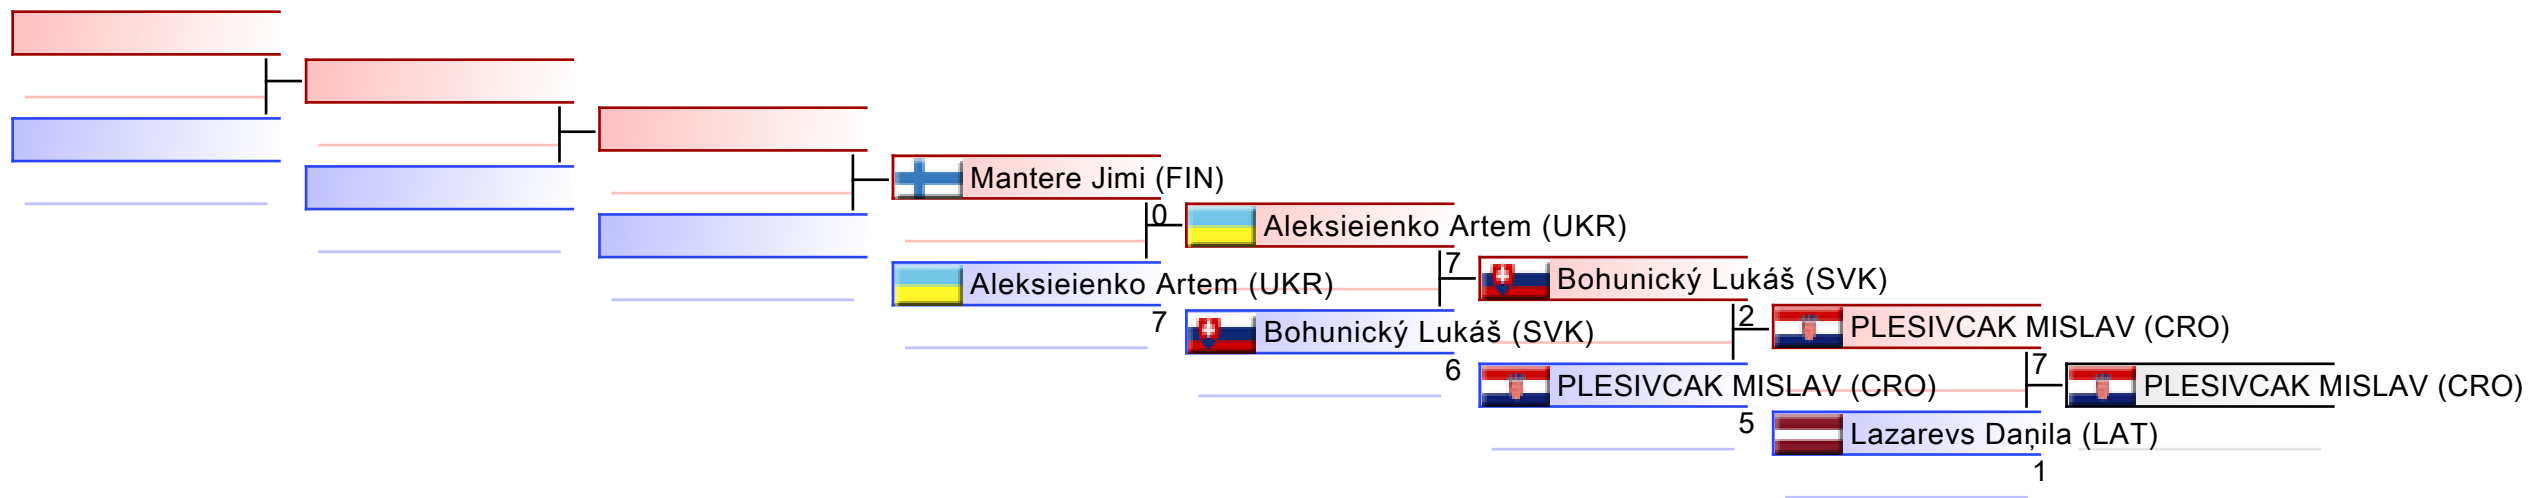 Mantere Jimi (FIN)
0
Aleksieienko Artem (UKR)
7
Aleksieienko Artem (UKR)
7
Bohunický Lukáš (SVK)
6
Bohunický Lukáš (SVK)
2
PLESIVCAK MISLAV (CRO)
5
PLESIVCAK MISLAV (CRO)
7
Lazarevs Daņila (LAT)
1
PLESIVCAK MISLAV (CRO)